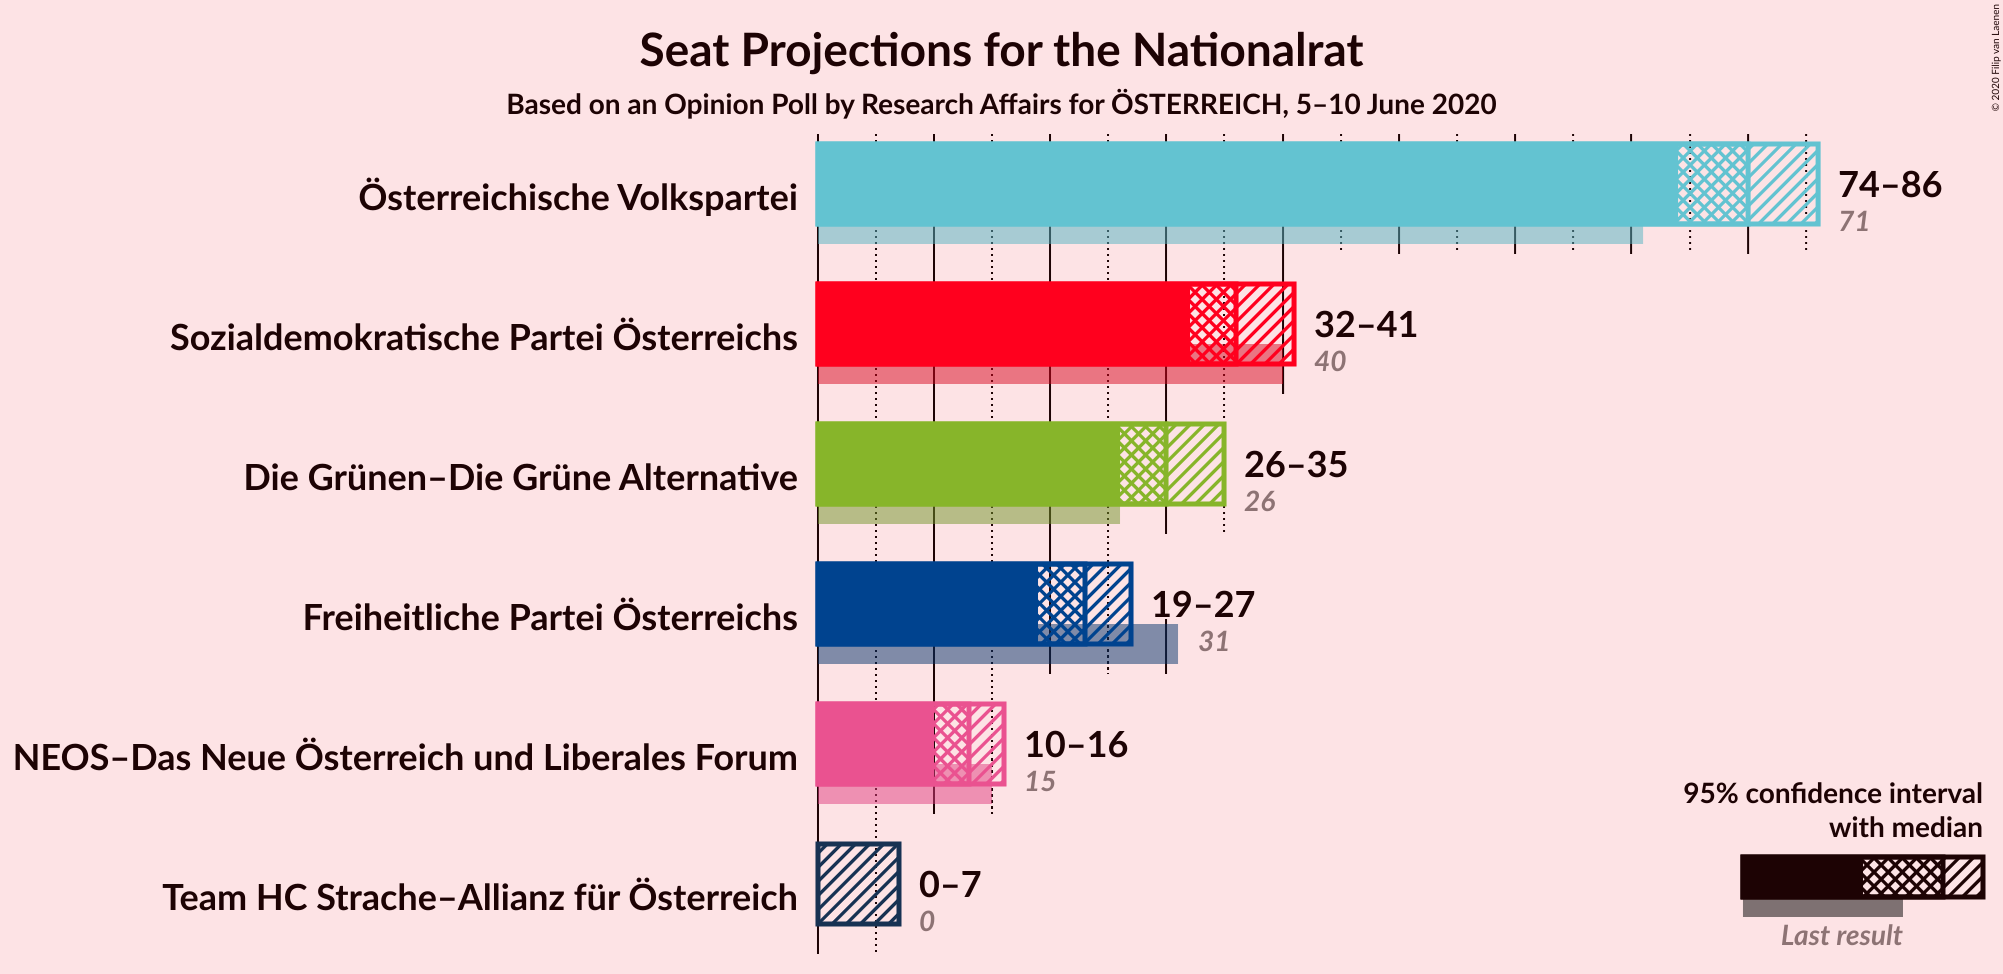 Seat Projections for the Nationalrat
Based on an Opinion Poll by Research Affairs for ÖSTERREICH, 5–10 June 2020
© 2020 Filip van Laenen
Österreichische Volkspartei
74–86
71
Sozialdemokratische Partei Österreichs
32–41
40
Die Grünen–Die Grüne Alternative
26–35
26
Freiheitliche Partei Österreichs
19–27
31
NEOS–Das Neue Österreich und Liberales Forum
10–16
15
Team HC Strache–Allianz für Österreich
0–7
0
95% confidence interval
with median
Last result